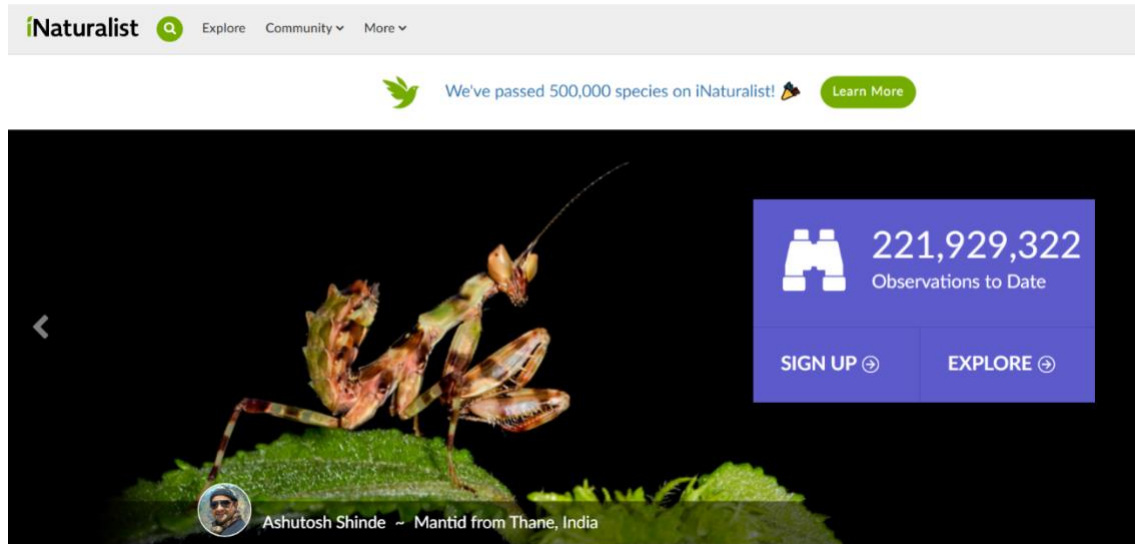 iNaturalist Explore Community More
We've passed 500,000 species on iNaturalist! Learn More
221,929,322
Observations to Date
SIGN UP EXPLORE
Ashutosh Shinde ~ Mantid from Thane, India